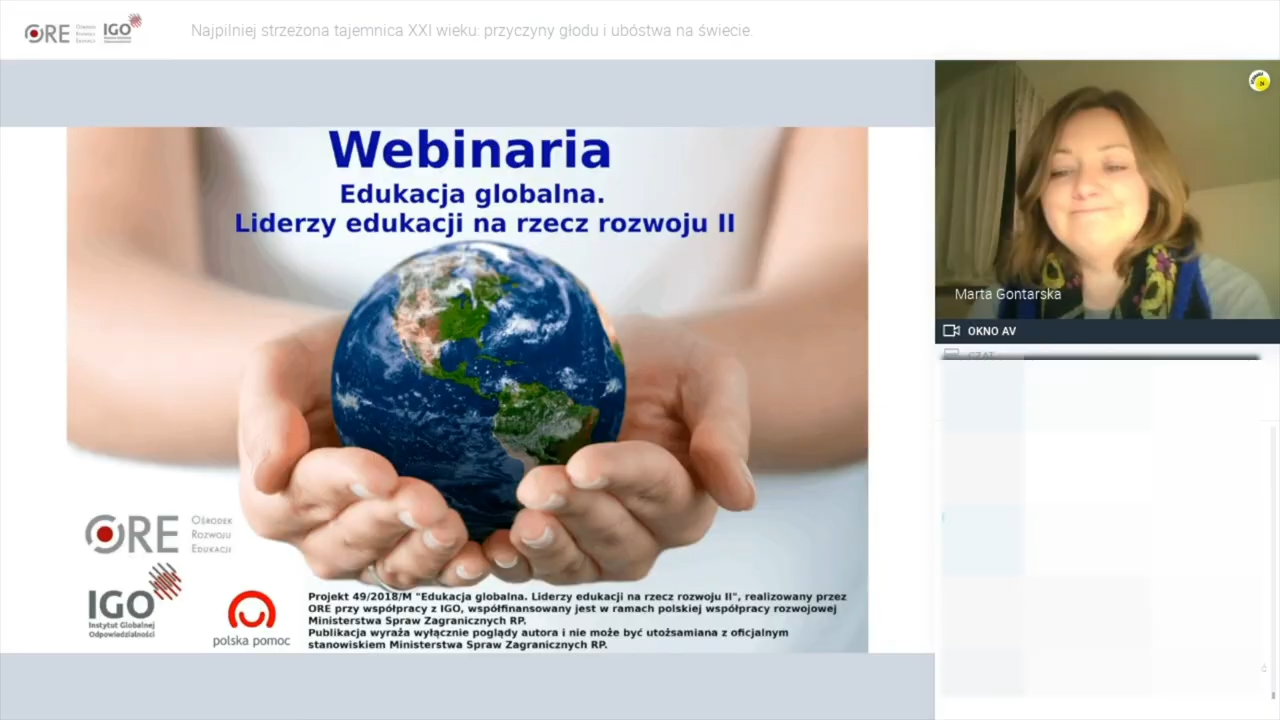 ORE
Ośrodek
Rozwoju
Edukacji
IGO
Najpilniej strzeżona tajemnica XXI wieku: przyczyny głodu i ubóstwa na świecie
Webinaria
Edukacja globalna.
Liderzy edukacji na rzecz rozwoju II
Marta Gontarska
OKNO AV
CZAT
ORE
Ośrodek
Rozwoju
Edukacji
IGO
Instytut Globalnej
Odpowiedzialności
polska pomoc
Projekt 49/2018/M "Edukacja globalna. Liderzy edukacji na rzecz rozwoju II", realizowany przez
ORE przy współpracy z IGO, współfinansowany jest w ramach polskiej współpracy rozwojowej
Ministerstwa Spraw Zagranicznych RP.
Publikacja wyraża wyłącznie poglądy autora i nie może być utożsamiana z oficjalnym
stanowiskiem Ministerstwa Spraw Zagranicznych RP.